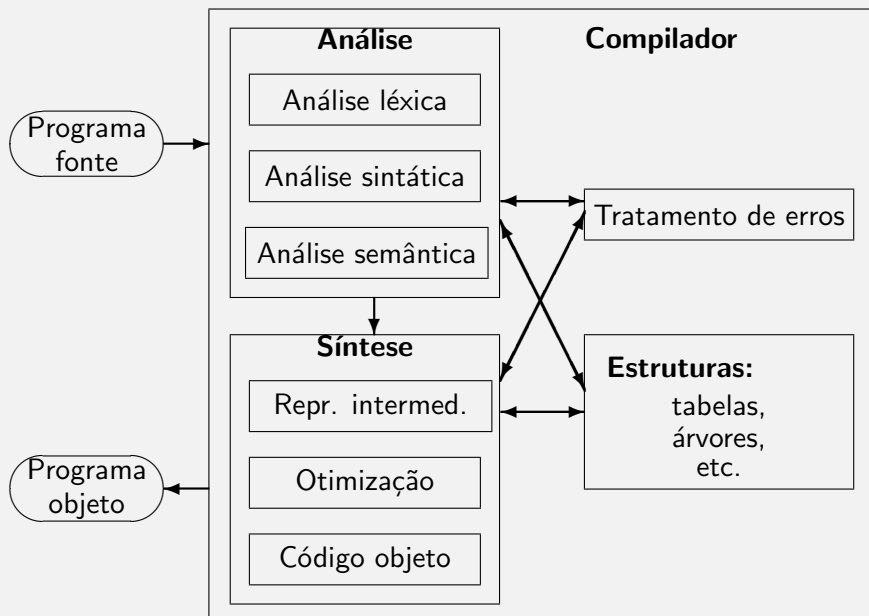 Análise
Compilador
Análise léxica
Programa
fonte
Análise sintática
Tratamento de erros
Análise semântica
Síntese
Estruturas:
Repr. intermed.
tabelas,
árvores,
etc.
Programa
objeto
Otimização
Código objeto